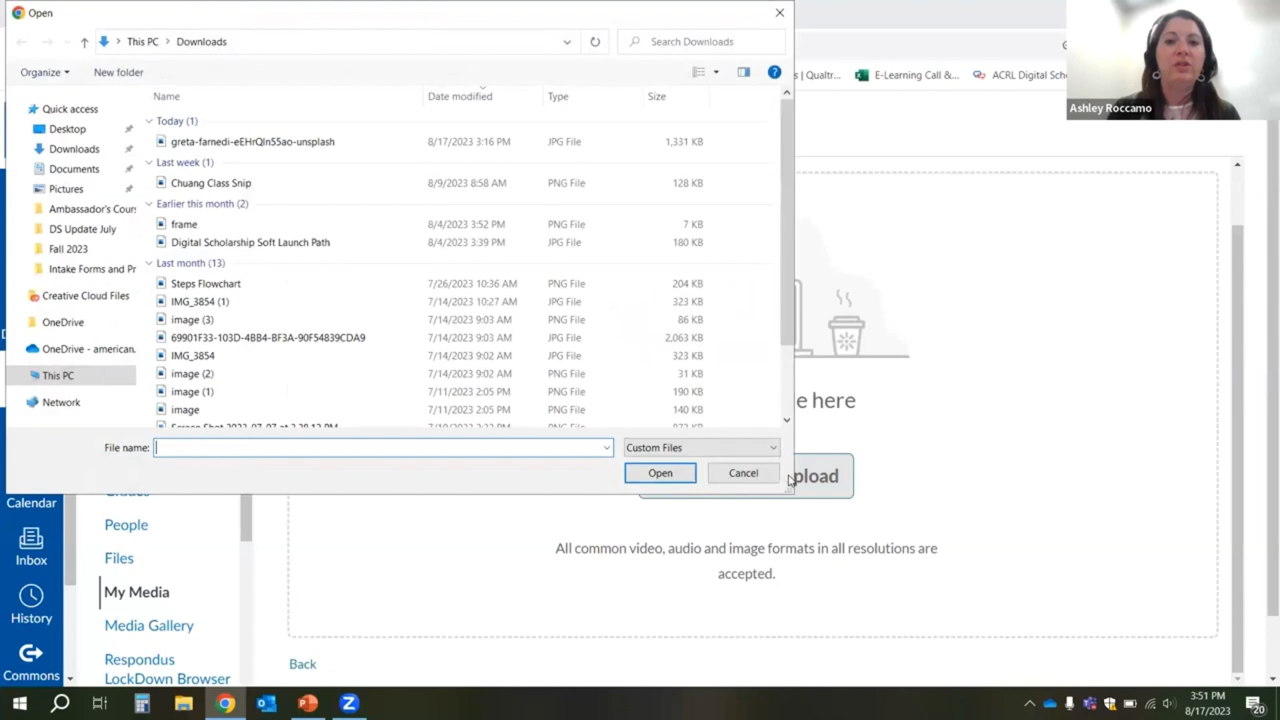 Open
This PC > Downloads
Search Downloads
Organize
New folder
Name
Date modified
Type
Size
Quick access
Desktop
Downloads
Documents
Pictures
Ambassador's Cours
DS Update July
Fall 2023
Intake Forms and Pr
Creative Cloud Files
OneDrive
OneDrive - american.
This PC
Network
Today (1)
greta-farnedi-eEHrQln55ao-unsplash 8/17/2023 3:16 PM JPG File 1,331 KB
Last week (1)
Chuang Class Snip 8/9/2023 8:58 AM PNG File 128 KB
Earlier this month (2)
frame 8/4/2023 3:52 PM PNG File 7 KB
Digital Scholarship Soft Launch Path 8/4/2023 3:39 PM JPG File 180 KB
Last month (13)
Steps Flowchart 7/26/2023 10:36 AM PNG File 204 KB
IMG_3854 (1) 7/14/2023 10:27 AM JPG File 323 KB
image (3) 7/14/2023 9:03 AM PNG File 86 KB
69901F33-103D-4BB4-BF3A-90F54839CDA9 7/14/2023 9:03 AM JPG File 2,063 KB
IMG_3854 7/14/2023 9:02 AM JPG File 323 KB
image (2) 7/14/2023 9:02 AM PNG File 31 KB
image (1) 7/11/2023 2:05 PM PNG File 190 KB
image 7/11/2023 2:05 PM PNG File 140 KB
File name:
Custom Files
Open
Cancel
| Qualtr...
E-Learning Call &...
ACRL Digital Sch
Ashley Roccamo
e here
pload
All common video, audio and image formats in all resolutions are
accepted.
Back
Calendar
Inbox
History
Commons
People
Files
My Media
Media Gallery
Respondus
LockDown Browser
3:51 PM
8/17/2023
20